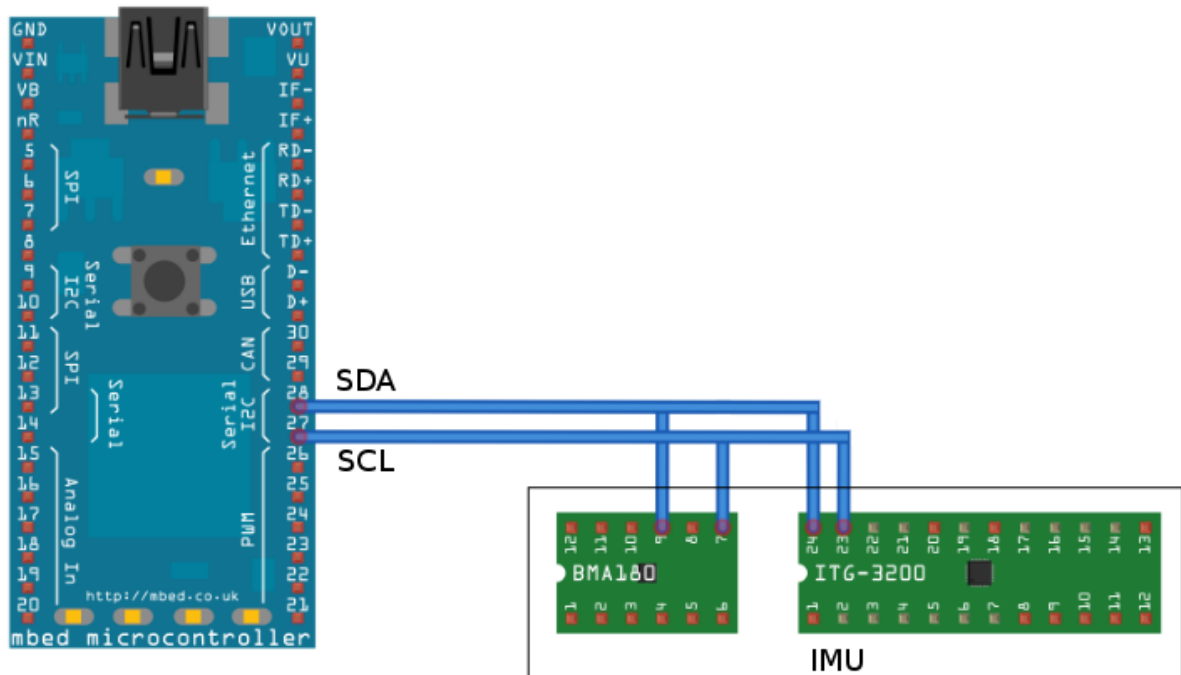 GND
VIN
VB
nR
5
6
7
8
9
10
11
12
13
14
15
16
17
18
19
20
SPI
I2C
Serial
SPI
Serial
Analog In
VOUT
VU
IF-
IF+
RD-
RD+
TD-
TD+
D-
D+
30
29
28
27
26
25
24
23
22
21
Ethernet
USB
CAN
Serial
I2C
PWM
http://mbed.co.uk
mbed microcontroller
SDA
SCL
12 11 10 9 8 7
BMA180
1 2 3 4 5 6
24 23 22 21 20 19 18 17 16 15 14 13
ITG-3200
1 2 3 4 5 6 7 8 9 10 11 12
IMU